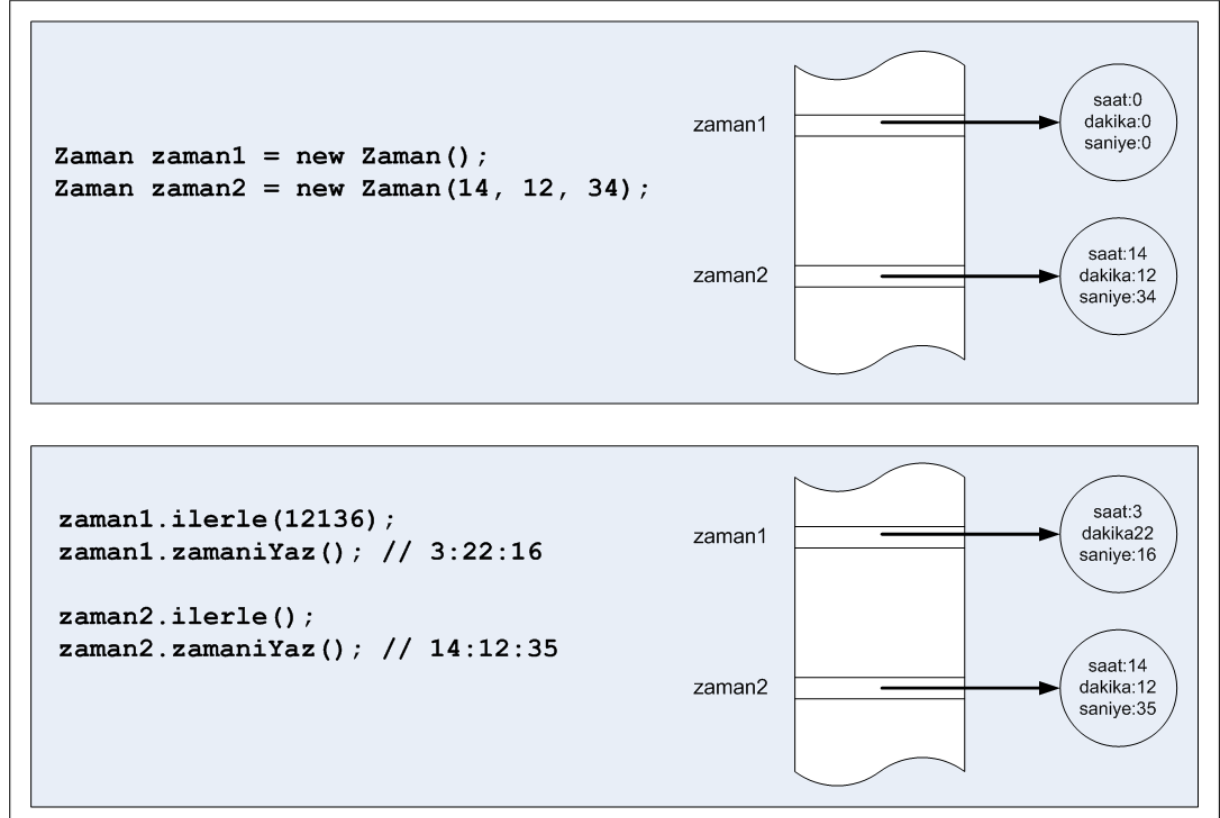 Zaman zaman1 = new Zaman();
Zaman zaman2 = new Zaman(14, 12, 34);
zaman1
saat:0
dakika:0
saniye:0
zaman2
saat:14
dakika:12
saniye:34
zaman1.ilerle(12136);
zaman1.zamaniYaz(); // 3:22:16
zaman2.ilerle();
zaman2.zamaniYaz(); // 14:12:35
zaman1
saat:3
dakika22
saniye:16
zaman2
saat:14
dakika:12
saniye:35